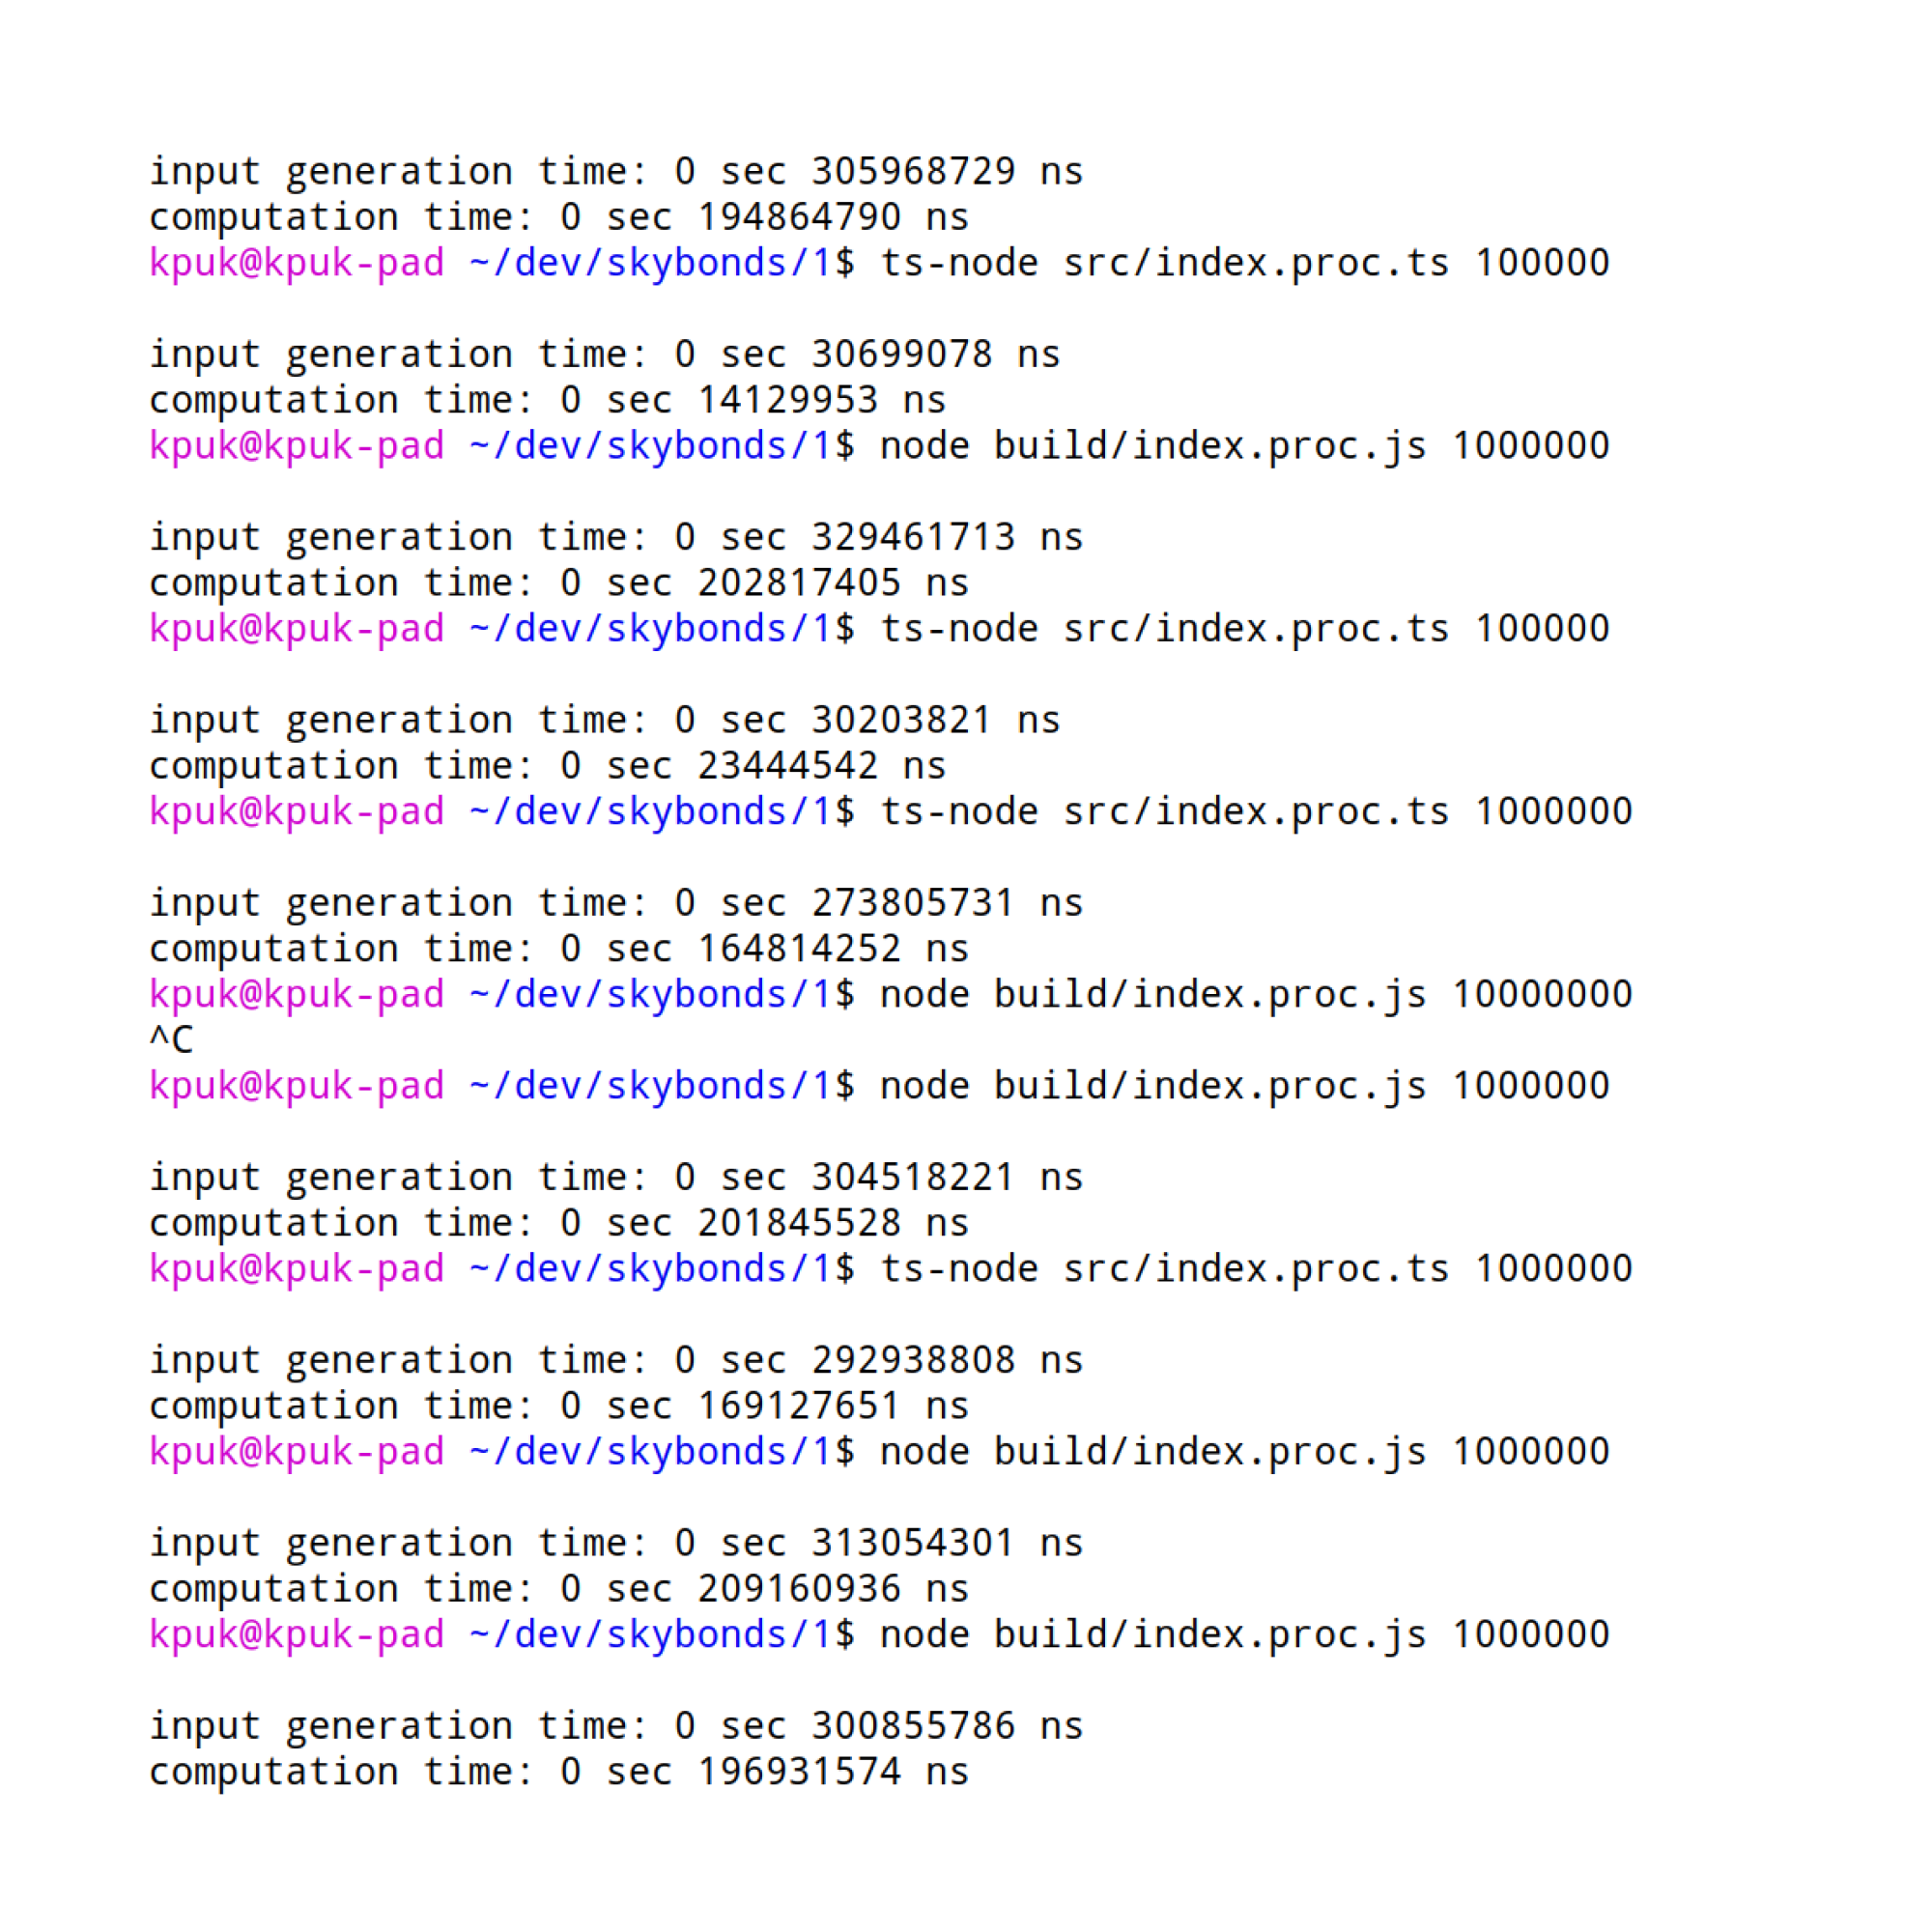 input generation time: 0 sec 305968729 ns
computation time: 0 sec 194864790 ns
kpuk@kpuk-pad ~/dev/skybonds/1$ ts-node src/index.proc.ts 100000
input generation time: 0 sec 30699078 ns
computation time: 0 sec 14129953 ns
kpuk@kpuk-pad ~/dev/skybonds/1$ node build/index.proc.js 1000000
input generation time: 0 sec 329461713 ns
computation time: 0 sec 202817405 ns
kpuk@kpuk-pad ~/dev/skybonds/1$ ts-node src/index.proc.ts 100000
input generation time: 0 sec 30203821 ns
computation time: 0 sec 23444542 ns
kpuk@kpuk-pad ~/dev/skybonds/1$ ts-node src/index.proc.ts 1000000
input generation time: 0 sec 273805731 ns
computation time: 0 sec 164814252 ns
kpuk@kpuk-pad ~/dev/skybonds/1$ node build/index.proc.js 10000000
^C
kpuk@kpuk-pad ~/dev/skybonds/1$ node build/index.proc.js 1000000
input generation time: 0 sec 304518221 ns
computation time: 0 sec 201845528 ns
kpuk@kpuk-pad ~/dev/skybonds/1$ ts-node src/index.proc.ts 1000000
input generation time: 0 sec 292938808 ns
computation time: 0 sec 169127651 ns
kpuk@kpuk-pad ~/dev/skybonds/1$ node build/index.proc.js 1000000
input generation time: 0 sec 313054301 ns
computation time: 0 sec 209160936 ns
kpuk@kpuk-pad ~/dev/skybonds/1$ node build/index.proc.js 1000000
input generation time: 0 sec 300855786 ns
computation time: 0 sec 196931574 ns